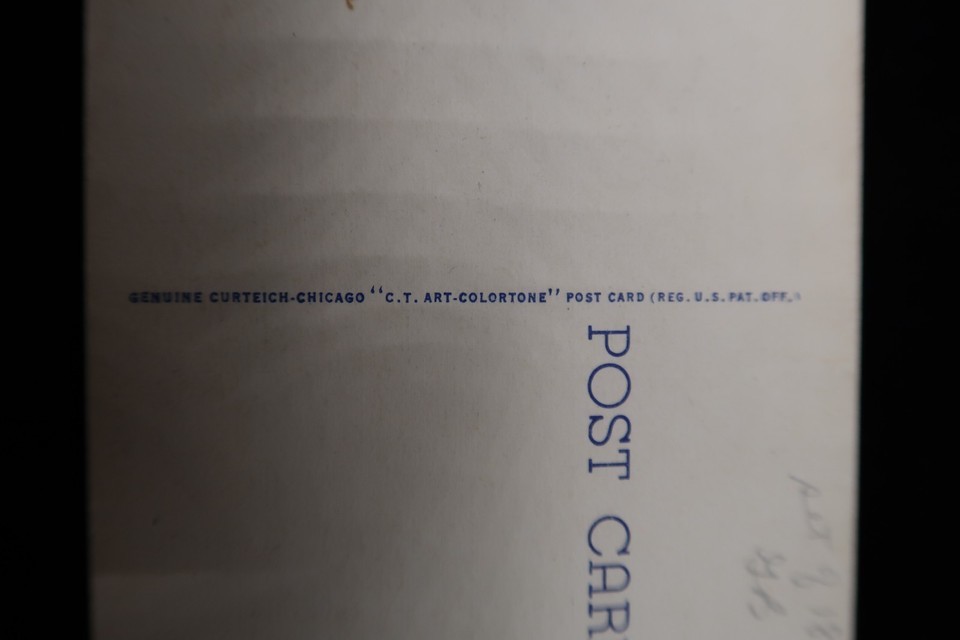 GENUINE CURTEICH-CHICAGO “C.T. ART-COLORTONE” POST CARD (REG. U.S. PAT. OFF.)
POST CAR